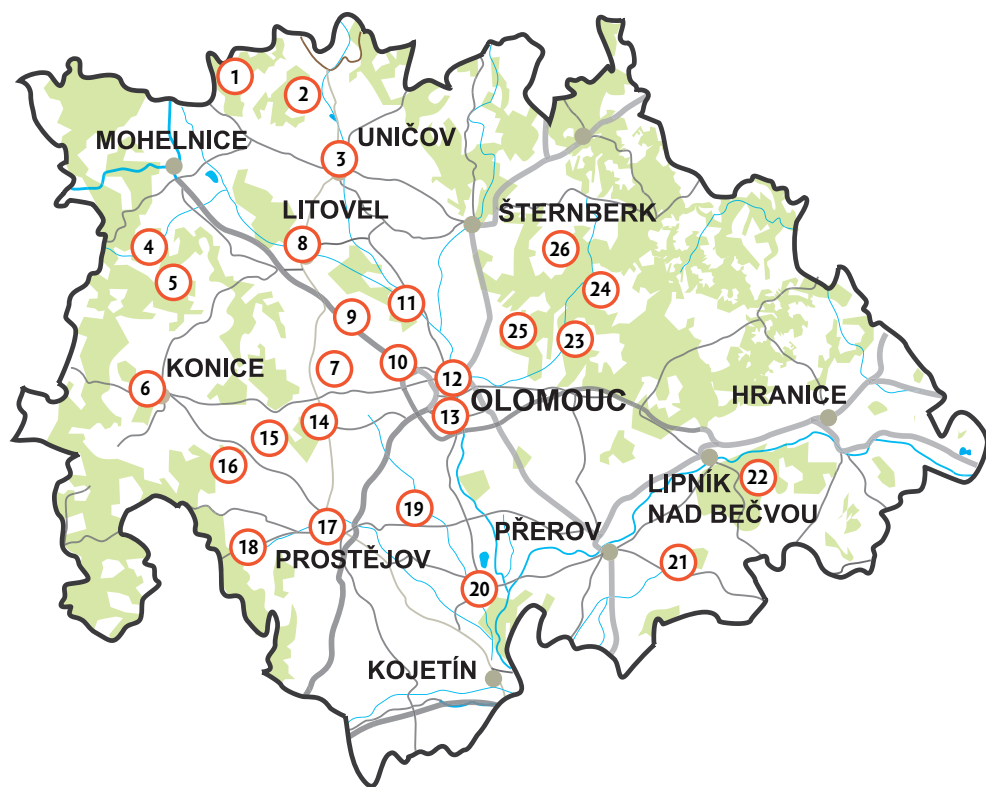 1
2
MOHELNICE
UNIČOV
3
LITOVEL
ŠTERNBERK
8
4
26
5
24
11
9
25
23
7
10
KONICE
12
6
OLOMOUC
HRANICE
13
14
15
16
LIPNÍK
NAD BEČVOU
22
19
17
PŘEROV
18
PROSTĚJOV
21
20
KOJETÍN